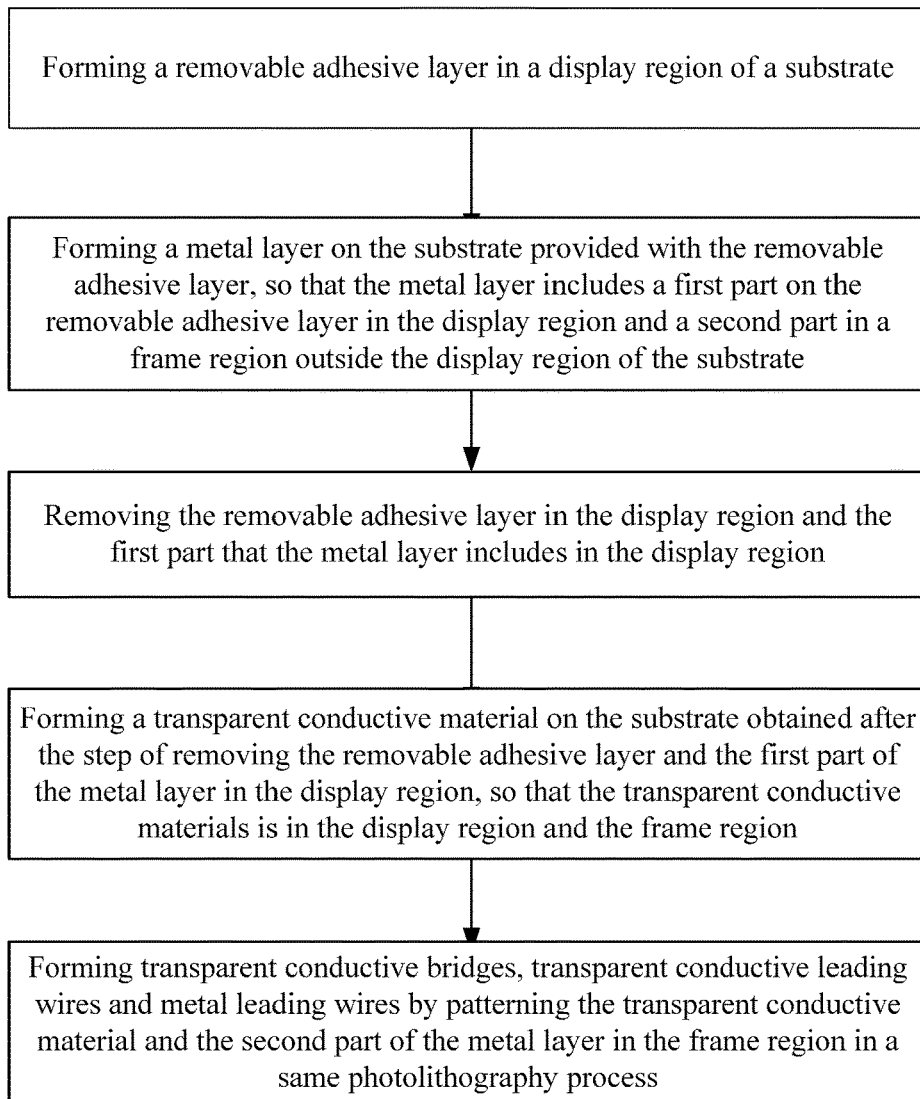 Forming a removable adhesive layer in a display region of a substrate
Forming a metal layer on the substrate provided with the removable
adhesive layer, so that the metal layer includes a first part on the
removable adhesive layer in the display region and a second part in a
frame region outside the display region of the substrate
Removing the removable adhesive layer in the display region and the
first part that the metal layer includes in the display region
Forming a transparent conductive material on the substrate obtained after
the step of removing the removable adhesive layer and the first part of
the metal layer in the display region, so that the transparent conductive
materials is in the display region and the frame region
Forming transparent conductive bridges, transparent conductive leading
wires and metal leading wires by patterning the transparent conductive
material and the second part of the metal layer in the frame region in a
same photolithography process